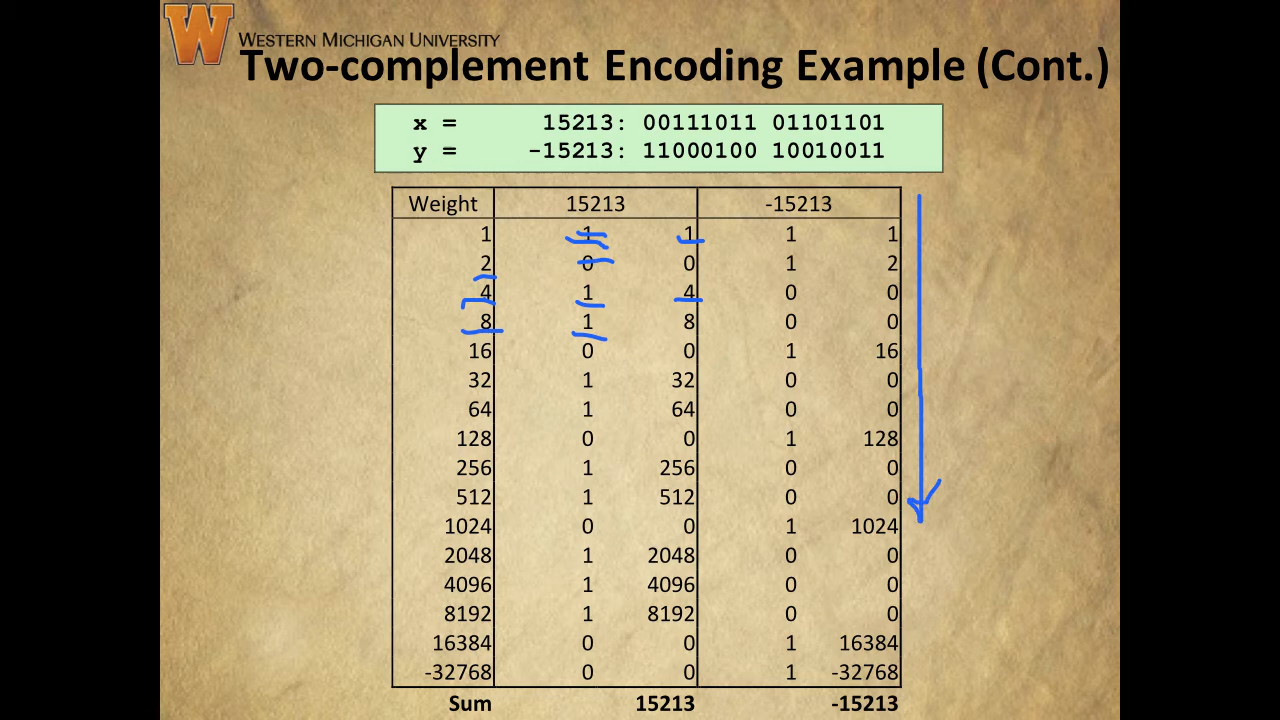 W
WESTERN MICHIGAN UNIVERSITY
Two-complement Encoding Example (Cont.)
x = 15213: 00111011 01101101
y = -15213: 11000100 10010011
Weight 15213 -15213
1 1 1 1 1
2 0 0 1 2
4 1 4 0 0
8 1 8 0 0
16 0 0 1 16
32 1 32 0 0
64 1 64 0 0
128 0 0 1 128
256 1 256 0 0
512 1 512 0 0
1024 0 0 1 1024
2048 1 2048 0 0
4096 1 4096 0 0
8192 1 8192 0 0
16384 0 0 1 16384
-32768 0 0 1 -32768
Sum 15213 -15213